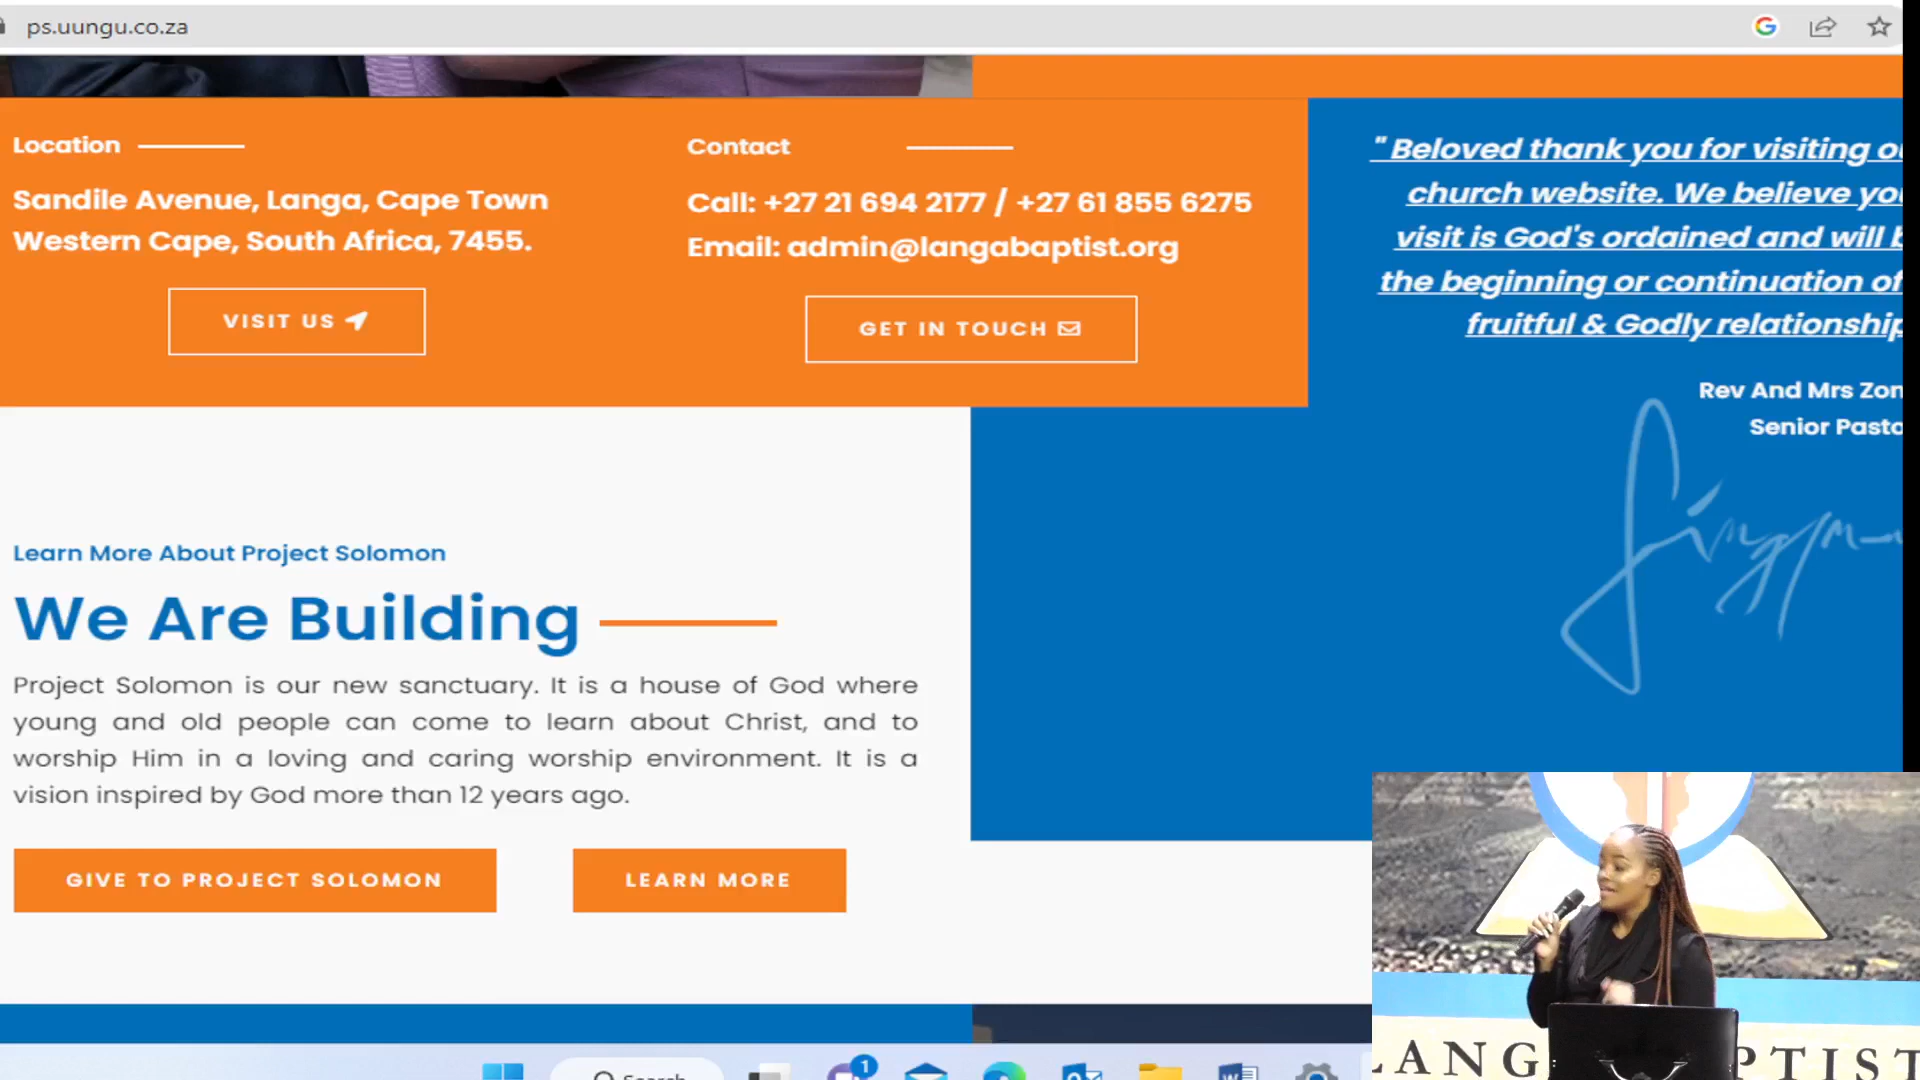 ps.uungu.co.za
Location
Sandile Avenue, Langa, Cape Town
Western Cape, South Africa, 7455.
VISIT US
Contact
Call: +27 21 694 2177 / +27 61 855 6275
Email: admin@langabaptist.org
GET IN TOUCH
" Beloved thank you for visiting
church website. We believe
visit is God's ordained and will
the beginning or continuation of
fruitful & Godly relationship
Rev And Mrs
Senior
Learn More About Project Solomon
We Are Building
Project Solomon is our new sanctuary. It is a house of God where
young and old people can come to learn about Christ, and to
worship Him in a loving and caring worship environment. It is a
vision inspired by God more than 12 years ago.
GIVE TO PROJECT SOLOMON
LEARN MORE
1
Search